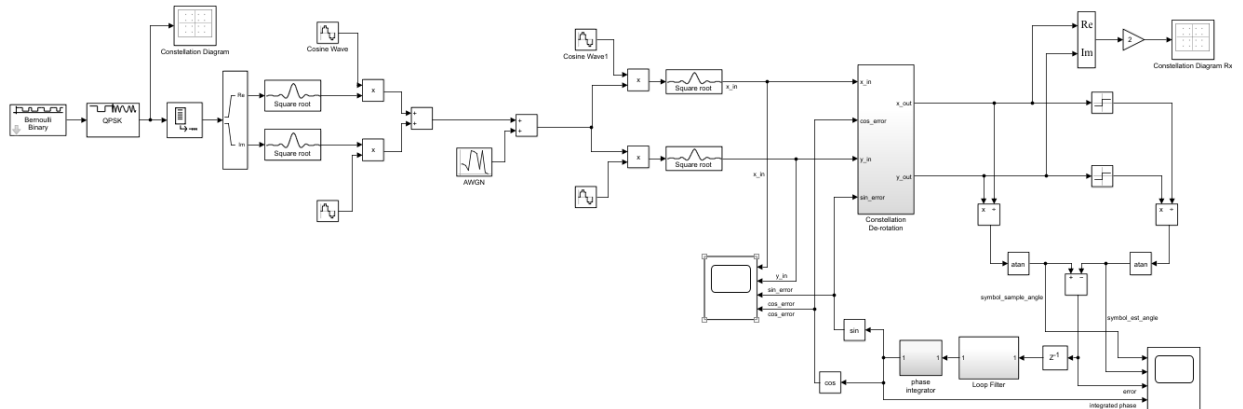 Constellation Diagram
Cosine Wave
Cosine Wave1
Re
Im
2
Constellation Diagram Rx
Bernoulli
Binary
QPSK
Re
Im
Square root
Square root
x
x
+
+
+
+
AWGN
x
x
Square root
Square root
x_in
x_in
x_in
cos_error
y_in
sin_error
x_out
y_out
Constellation
De-rotation
x ÷
x ÷
atan
atan
+ −
symbol_sample_angle
symbol_est_angle
y_in
sin_error
cos_error
cos_error
sin
cos
1 1
phase
integrator
1 1
Loop Filter
Z-1
error
integrated phase